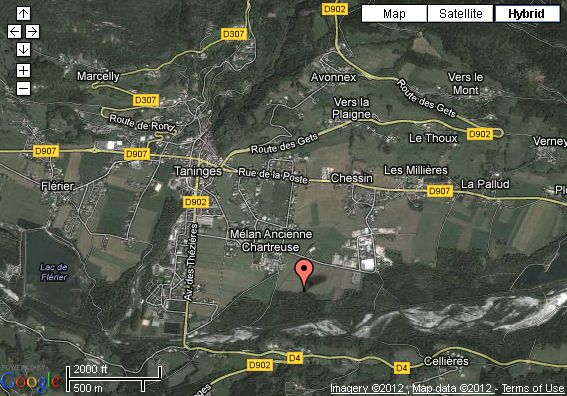 D902
Map
Satellite
Hybrid
D307
Marcelly
Avonnex
Vers le
Mont
D307
Route des Gets
Vers la
Plaigne
Route de Ron
D902
Route des Gets
Le Thoux
Verney
D907
D907
Taninges
Rue de la Poste
Chessin
Les Millières
D907
La Pallud
Flérier
D902
Mélan Ancienne
Chartreuse
Av. des Thézières
Lac de
Flérier
POWERED BY
Google
2000 ft
500 m
D902
D4
D4
Cellières
Imagery ©2012 , Map data ©2012 - Terms of Use